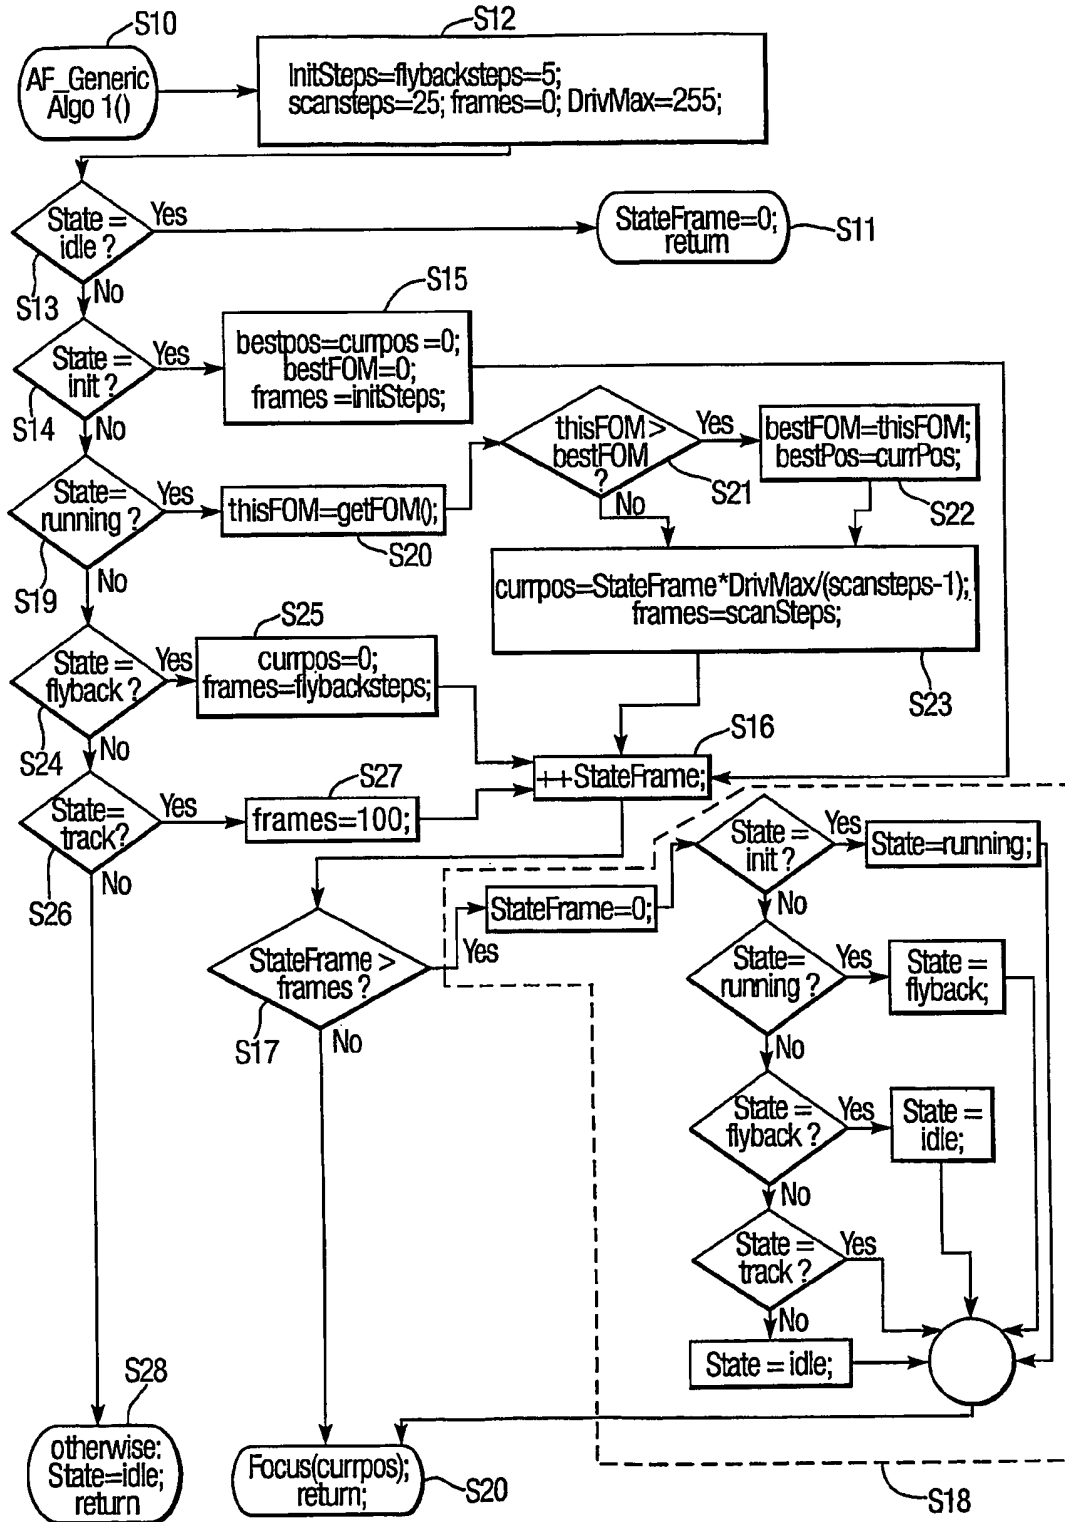 S10
AF_Generic
Algo 1()
S12
InitSteps=flybacksteps=5;
scansteps=25; frames=0; DrivMax=255;
State =
idle ?
Yes
No
S13
StateFrame=0;
return
S11
State =
init ?
Yes
No
S14
S15
bestpos=currpos =0;
bestFOM=0;
frames =initSteps;
State=
running ?
Yes
No
S19
thisFOM=getFOM();
S20
thisFOM >
bestFOM
?
Yes
No
S21
bestFOM=thisFOM;
bestPos=currPos;
S22
currpos=StateFrame*DrivMax/(scansteps-1);
frames=scanSteps;
S23
State =
flyback ?
Yes
No
S24
S25
currpos=0;
frames=flybacksteps;
S16
++StateFrame;
State=
track?
Yes
No
S26
S27
frames=100;
StateFrame >
frames ?
Yes
No
S17
StateFrame=0;
State =
init ?
Yes
No
State=running;
State=
running ?
Yes
No
State =
flyback;
State =
flyback ?
Yes
No
State =
idle;
State =
track ?
Yes
No
State = idle;
S28
otherwise:
State=idle;
return
Focus(currpos);
return;
S20
S18